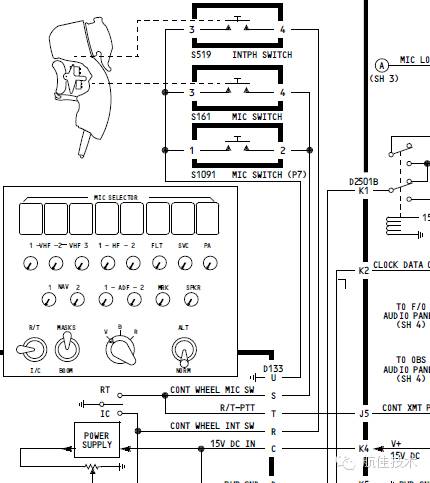 3 4
S519 INTPH SWITCH
3 4
S161 MIC SWITCH
1 2
S1091 MIC SWITCH (P7)
A MIC LO
(SH 3)
D2501B
K1
15
MIC SELECTOR
1 -VHF -2 - VHF 3 1 - HF - 2 FLT SVC PA
1 NAV 2 1 - ADF - 2 MRK SPKR
R/T MASKS V B R ALT
I/C BOOM NORM
K2 CLOCK DATA
TO F/O
AUDIO PANE
(SH 4)
TO OBS
AUDIO PANE
(SH 4)
D133
U
RT CONT WHEEL MIC SW S
R/T-PTT T J5 CONT XMT P
IC
CONT WHEEL INT SW R
POWER
SUPPLY
15V DC IN C K4 V+
15V DC
航佳技术